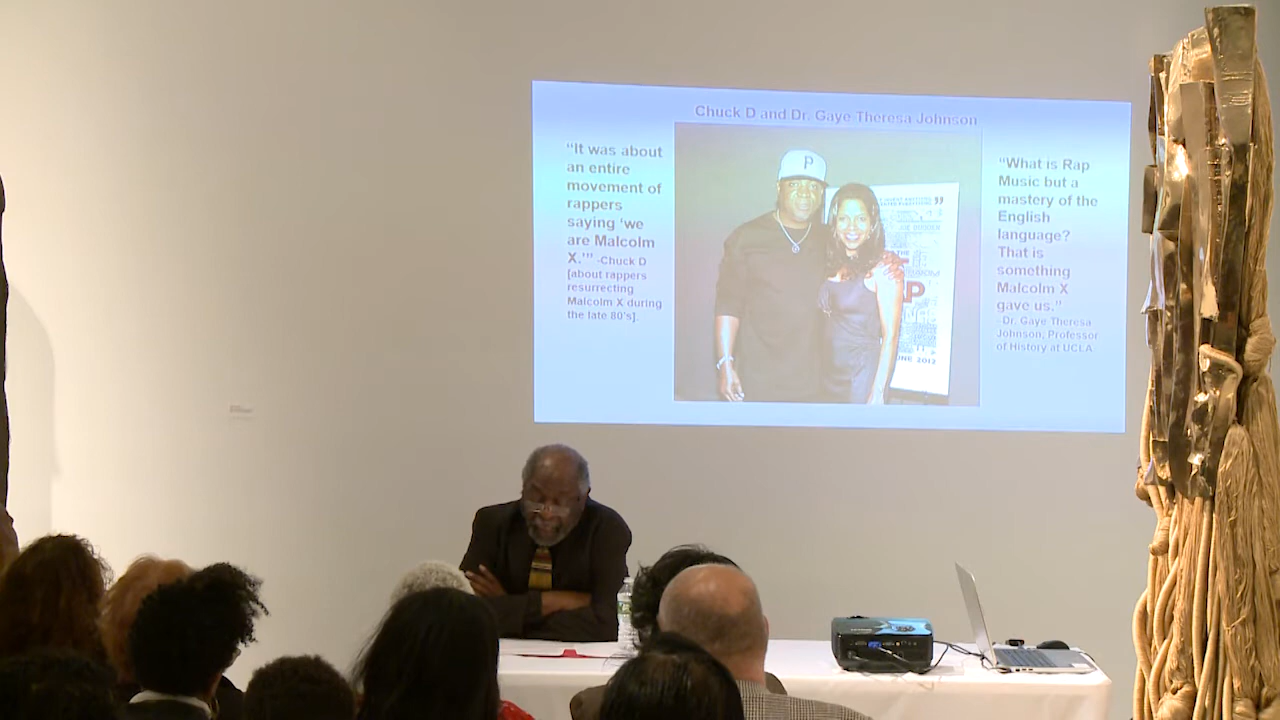 Chuck D and Dr. Gaye Theresa Johnson
“It was about
an entire
movement of
rappers
saying ‘we
are Malcolm
X.’” -Chuck D
[about rappers
resurrecting
Malcolm X during
the late 80's].
P
JUNE 2012
“What is Rap
Music but a
mastery of the
English
language?
That is
something
Malcolm X
gave us.”
-Dr. Gaye Theresa
Johnson, Professor
of History at UCLA